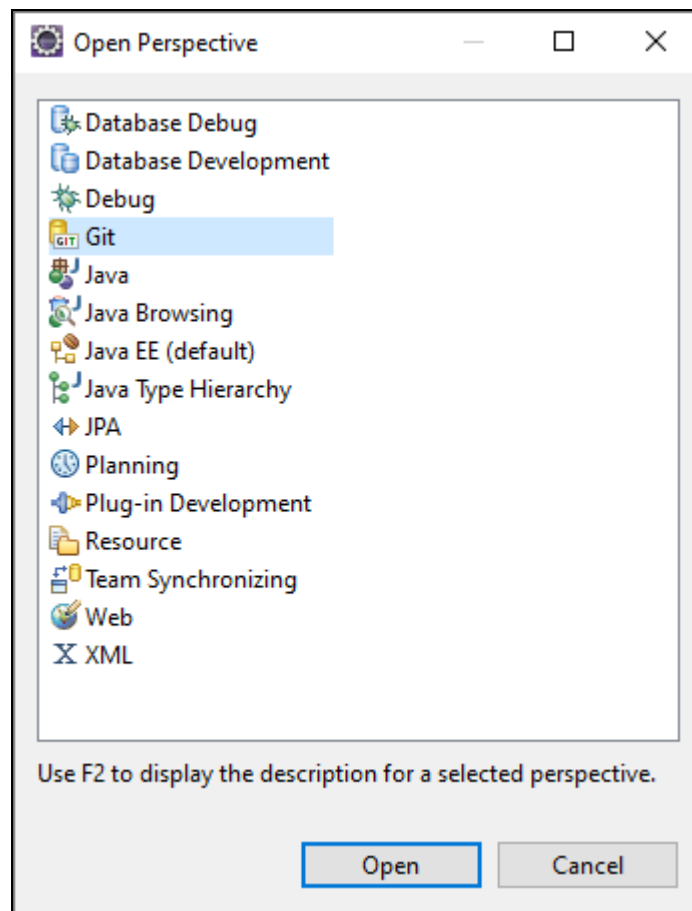 Open Perspective
Database Debug
Database Development
Debug
GIT Git
Java
Java Browsing
Java EE (default)
Java Type Hierarchy
JPA
Planning
Plug-in Development
Resource
Team Synchronizing
Web
X XML
Use F2 to display the description for a selected perspective.
Open Cancel